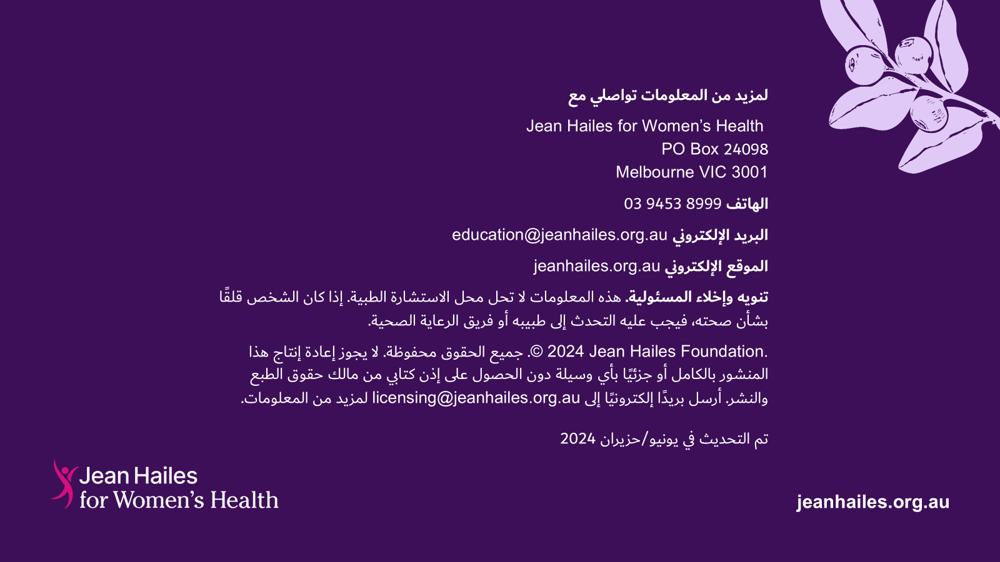 لمزيد من المعلومات تواصلي مع
Jean Hailes for Women’s Health
PO Box 24098
Melbourne VIC 3001
الهاتف 03 9453 8999
البريد الإلكتروني education@jeanhailes.org.au
الموقع الإلكتروني jeanhailes.org.au
تنويه وإخلاء المسئولية. هذه المعلومات لا تحل محل الاستشارة الطبية. إذا كان الشخص قلقًا
بشأن صحته، فيجب عليه التحدث إلى طبيبه أو فريق الرعاية الصحية.
.© 2024 Jean Hailes Foundation. جميع الحقوق محفوظة. لا يجوز إعادة إنتاج هذا
المنشور بالكامل أو جزئيًا بأي وسيلة دون الحصول على إذن كتابي من مالك حقوق الطبع
والنشر. أرسل بريدًا إلكترونيًا إلى licensing@jeanhailes.org.au لمزيد من المعلومات.
تم التحديث في يونيو/حزيران 2024
Jean Hailes
for Women’s Health
jeanhailes.org.au